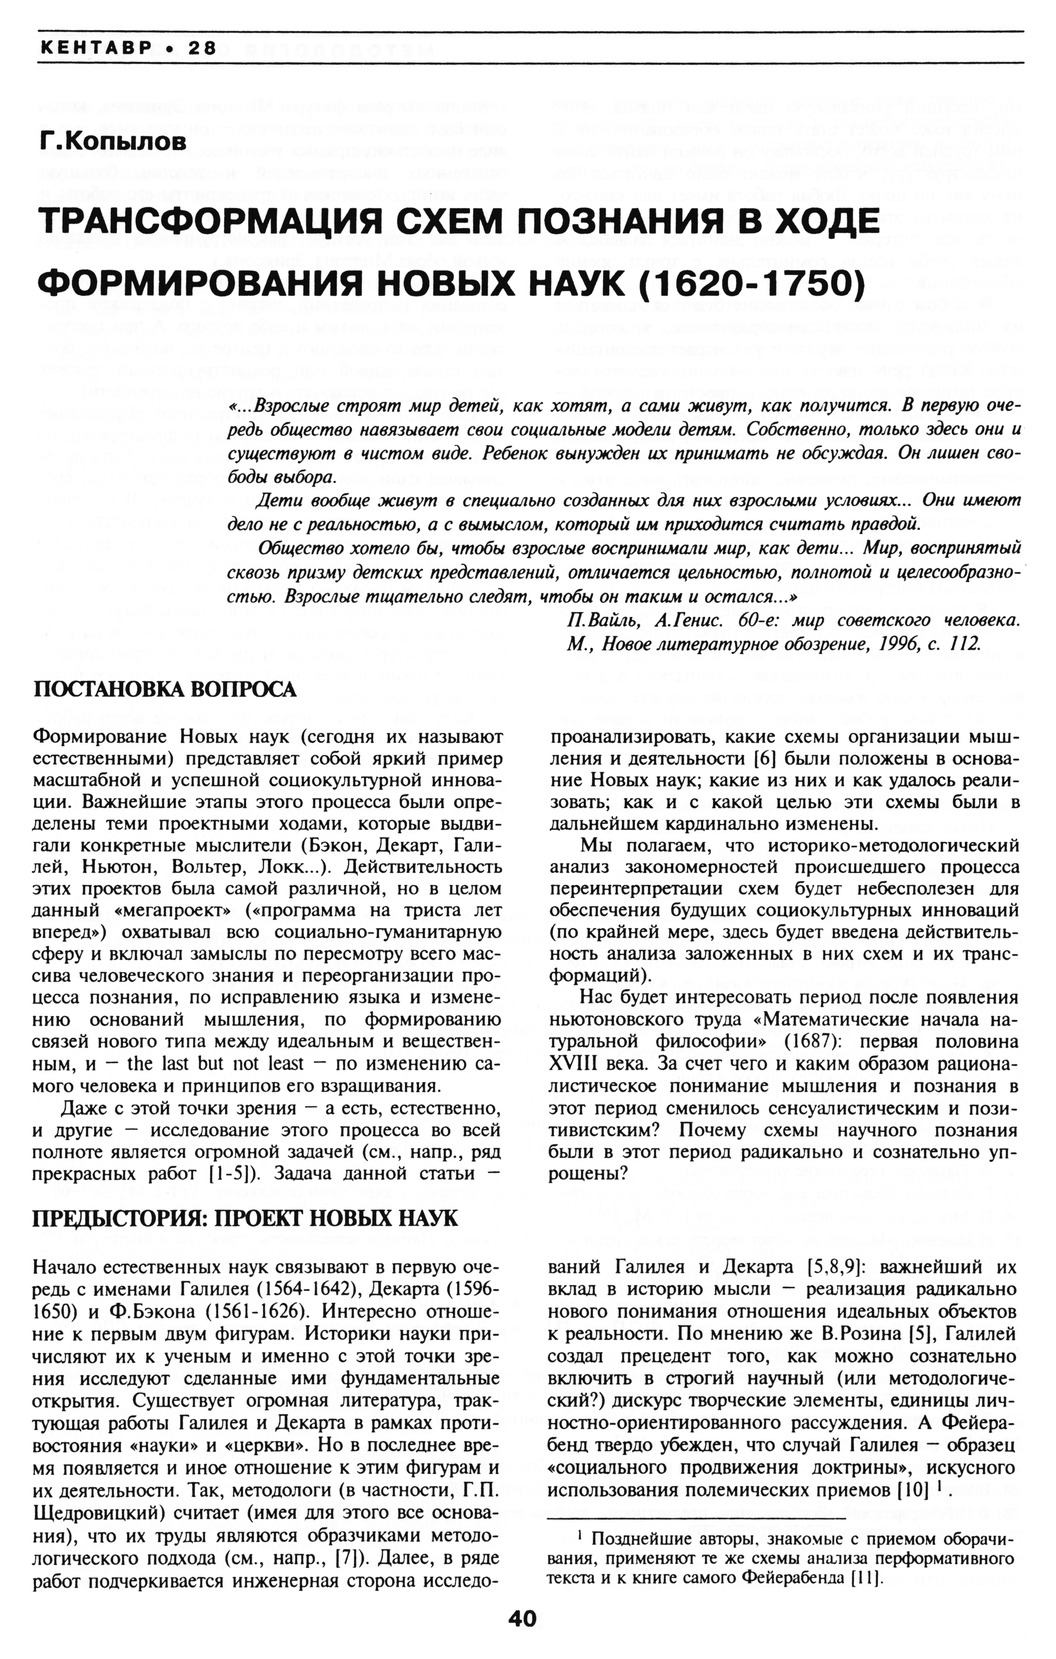 КЕНТАВР • 28
Г.Копылов
ТРАНСФОРМАЦИЯ СХЕМ ПОЗНАНИЯ В ХОДЕ
ФОРМИРОВАНИЯ НОВЫХ НАУК (1620-1750)
«...Взрослые строят мир детей, как хотят, а сами живут, как получится. В первую оче-
редь общество навязывает свои социальные модели детям. Собственно, только здесь они и
существуют в чистом виде. Ребенок вынужден их принимать не обсуждая. Он лишен сво-
боды выбора.
Дети вообще живут в специально созданных для них взрослыми условиях... Они имеют
дело не с реальностью, а с вымыслом, который им приходится считать правдой.
Общество хотело бы, чтобы взрослые воспринимали мир, как дети... Мир, воспринятый
сквозь призму детских представлений, отличается цельностью, полнотой и целесообразно-
стью. Взрослые тщательно следят, чтобы он таким и остался...»
П.Вайль, А.Генис. 60-е: мир советского человека.
М., Новое литературное обозрение, 1996, с. 112.
ПОСТАНОВКА ВОПРОСА
Формирование Новых наук (сегодня их называют
естественными) представляет собой яркий пример
масштабной и успешной социокультурной иннова-
ции. Важнейшие этапы этого процесса были опре-
делены теми проектными ходами, которые выдви-
гали конкретные мыслители (Бэкон, Декарт, Гали-
лей, Ньютон, Вольтер, Локк...). Действительность
этих проектов была самой различной, но в целом
данный «мегапроект» («программа на триста лет
вперед») охватывал всю социально-гуманитарную
сферу и включал замыслы по пересмотру всего мас-
сива человеческого знания и переорганизации про-
цесса познания, по исправлению языка и измене-
нию оснований мышления, по формированию
связей нового типа между идеальным и веществен-
ным, и — the last but not least — по изменению са-
мого человека и принципов его взращивания.
Даже с этой точки зрения — а есть, естественно,
и другие — исследование этого процесса во всей
полноте является огромной задачей (см., напр., ряд
прекрасных работ [1-5]). Задача данной статьи —
проанализировать, какие схемы организации мыш-
ления и деятельности [6] были положены в основа-
ние Новых наук; какие из них и как удалось реали-
зовать; как и с какой целью эти схемы были в
дальнейшем кардинально изменены.
Мы полагаем, что историко-методологический
анализ закономерностей происшедшего процесса
переинтерпретации схем будет небесполезен для
обеспечения будущих социокультурных инноваций
(по крайней мере, здесь будет введена действитель-
ность анализа заложенных в них схем и их транс-
формаций).
Нас будет интересовать период после появления
ньютоновского труда «Математические начала на-
туральной философии» (1687): первая половина
XVIII века. За счет чего и каким образом рациона-
листическое понимание мышления и познания в
этот период сменилось сенсуалистическим и пози-
тивистским? Почему схемы научного познания
были в этот период радикально и сознательно уп-
рощены?
ПРЕДЫСТОРИЯ: ПРОЕКТ НОВЫХ НАУК
Начало естественных наук связывают в первую оче-
редь с именами Галилея (1564-1642), Декарта (1596-
1650) и Ф.Бэкона (1561-1626). Интересно отноше-
ние к первым двум фигурам. Историки науки при-
числяют их к ученым и именно с этой точки зре-
ния исследуют сделанные ими фундаментальные
открытия. Существует огромная литература, трак-
тующая работы Галилея и Декарта в рамках проти-
востояния «науки» и «церкви». Но в последнее вре-
мя появляется и иное отношение к этим фигурам и
их деятельности. Так, методологи (в частности, Г.П.
Щедровицкий) считает (имея для этого все основа-
ния), что их труды являются образчиками методо-
логического подхода (см., напр., [7]). Далее, в ряде
работ подчеркивается инженерная сторона исследо-
ваний Галилея и Декарта [5,8,9]: важнейший их
вклад в историю мысли — реализация радикально
нового понимания отношения идеальных объектов
к реальности. По мнению же В.Розина [5], Галилей
создал прецедент того, как можно сознательно
включить в строгий научный (или методологиче-
ский?) дискурс творческие элементы, единицы лич-
ностно-ориентированного рассуждения. А Фейера-
бенд твердо убежден, что случай Галилея — образец
«социального продвижения доктрины», искусного
использования полемических приемов [10] ¹ .
¹ Позднейшие авторы, знакомые с приемом оборачи-
вания, применяют те же схемы анализа перформативного
текста и к книге самого Фейерабенда [11].
40